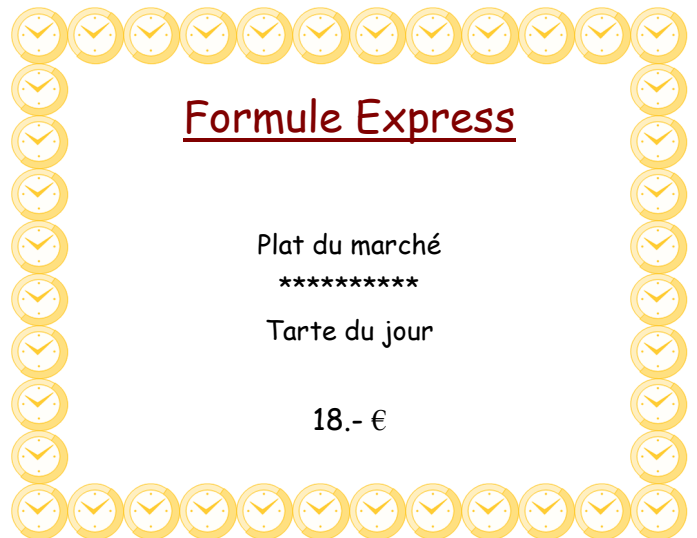 Formule Express
Plat du marché
**********
Tarte du jour
18.- €